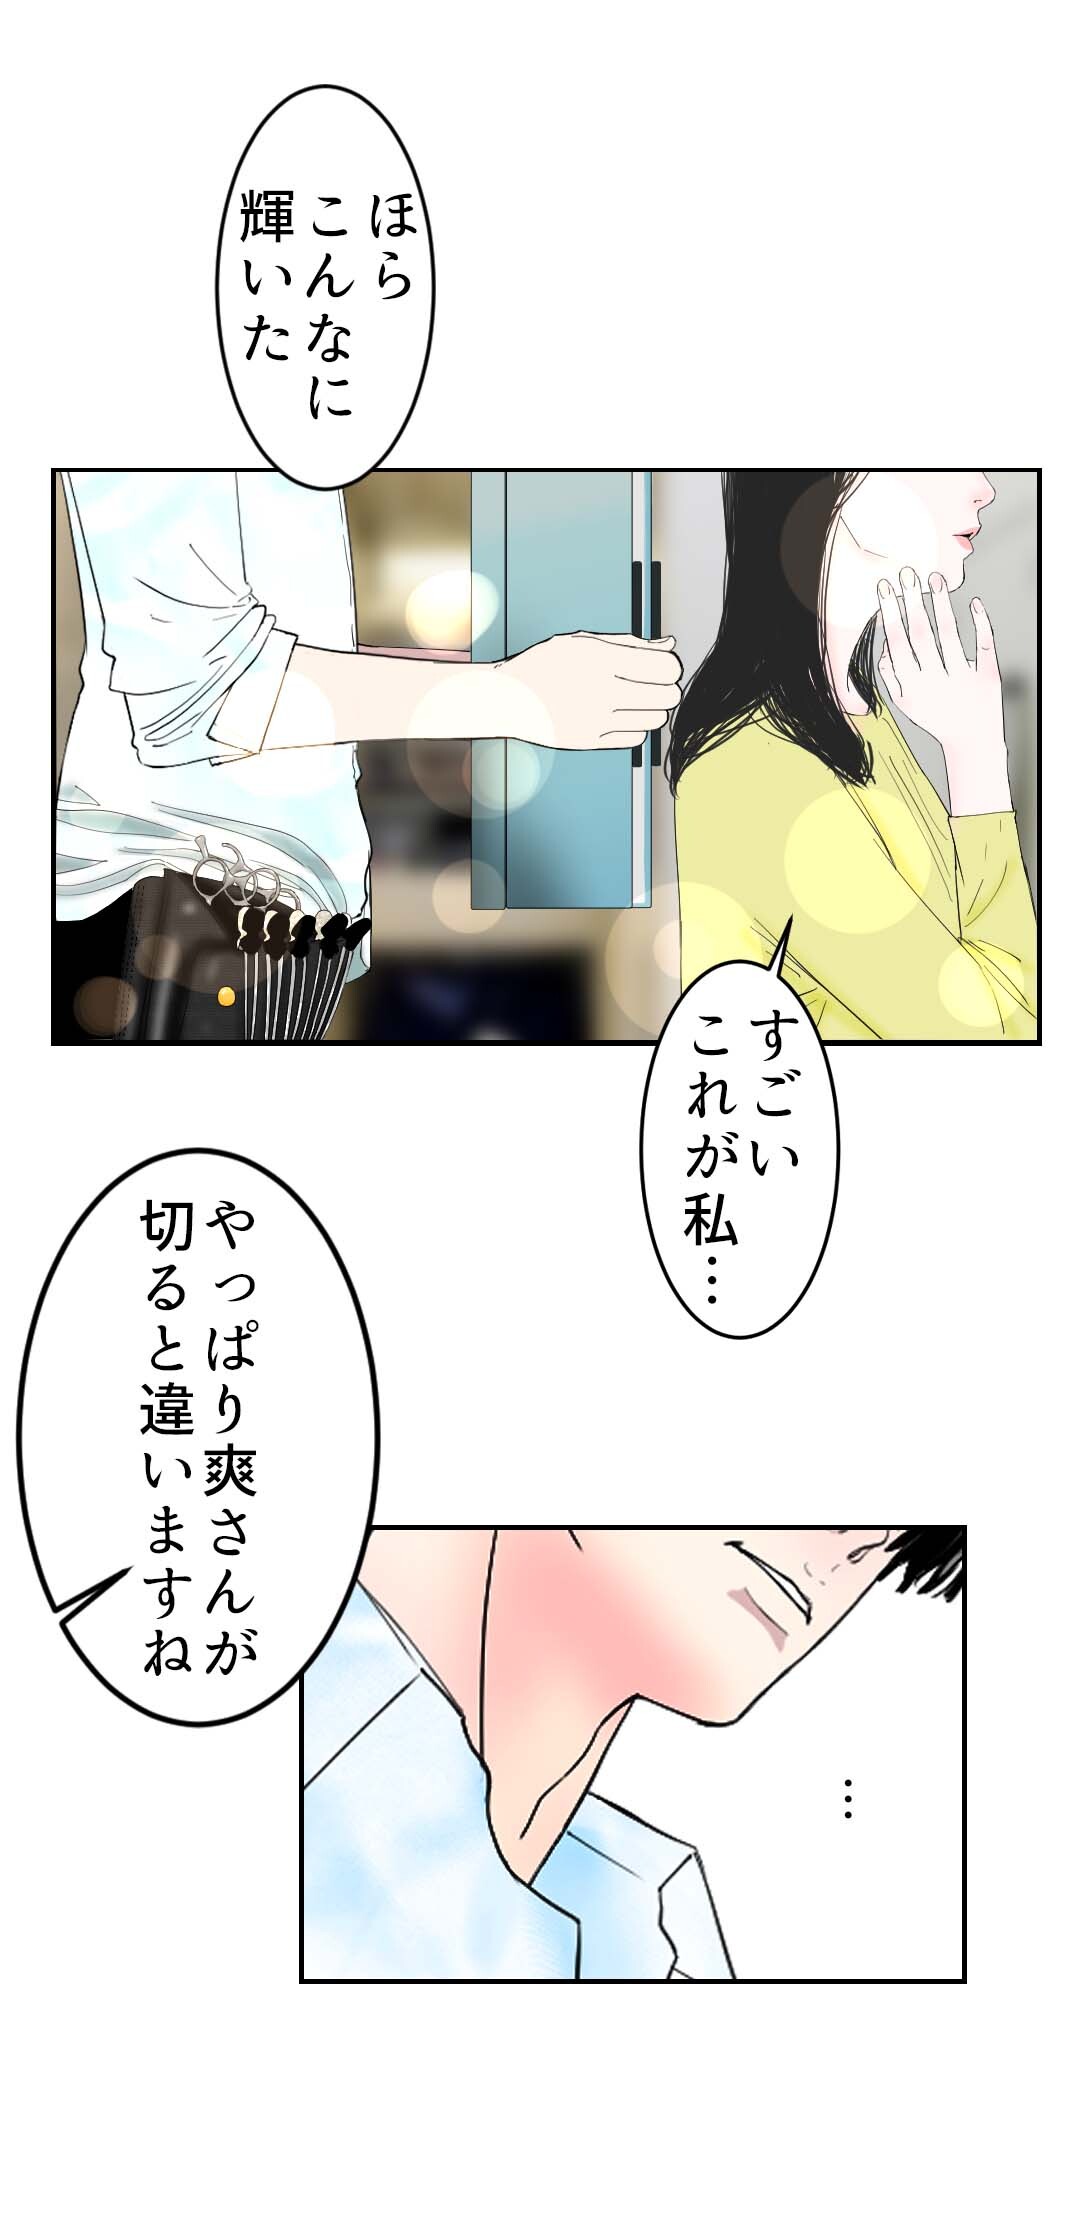 ほら
こんなに
輝いた
すごい
これが私…
やっぱり爽さんが
切ると違いますね
…